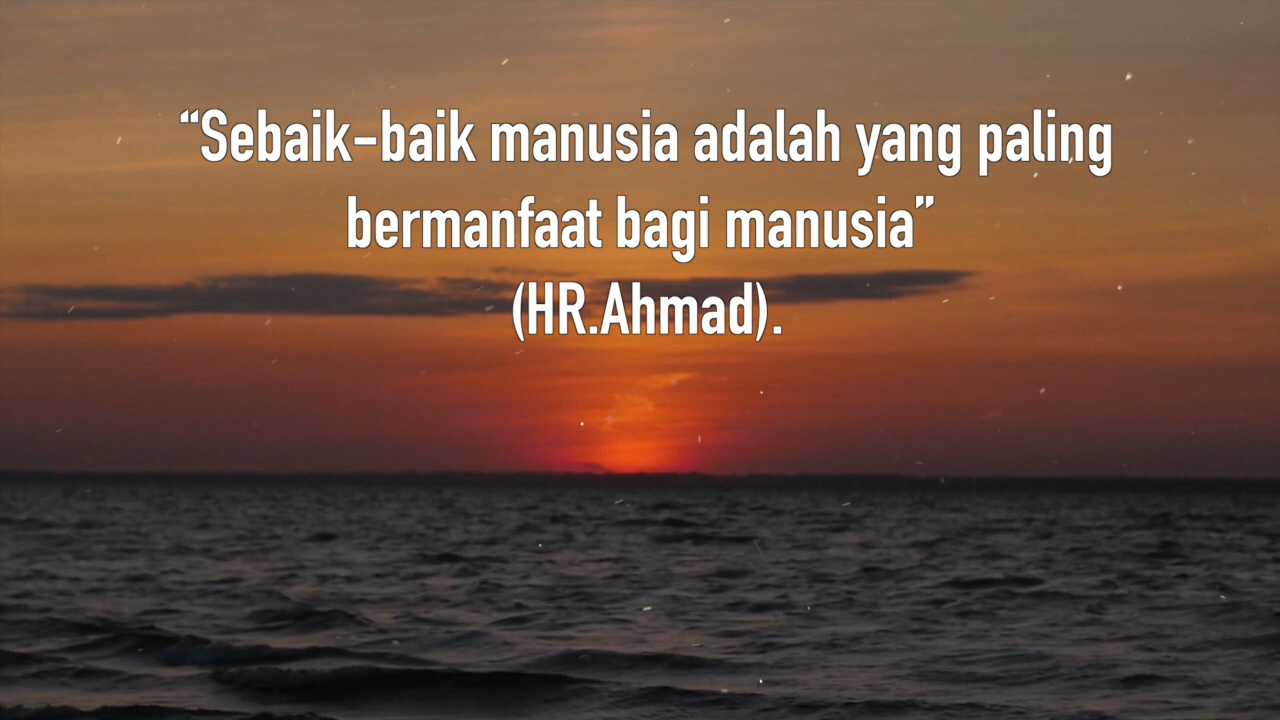 “Sebaik-baik manusia adalah yang paling
bermanfaat bagi manusia”
(HR.Ahmad).